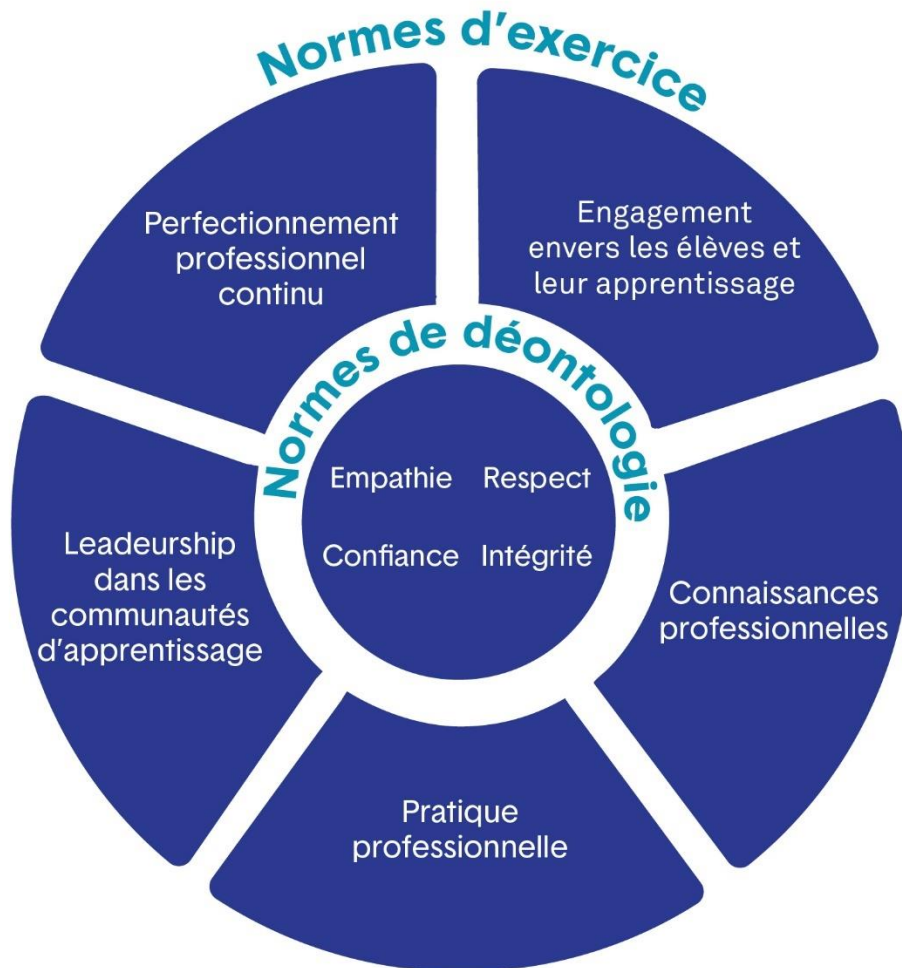 Normes d'exercice
Perfectionnement
professionnel
continu
Engagement
envers les élèves et
leur apprentissage
Normes de déontologie
Empathie Respect
Confiance Intégrité
Leadeurship
dans les
communautés
d'apprentissage
Connaissances
professionnelles
Pratique
professionnelle